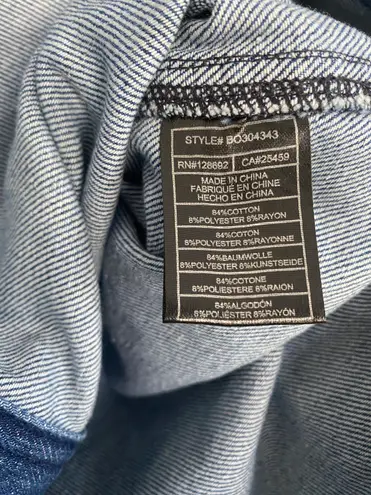 STYLE# BO304343
RN#128692 CA#25459
MADE IN CHINA
FABRIQUÉ EN CHINE
HECHO EN CHINA
84%COTTON
8%POLYESTER 8%RAYON
84%COTON
8%POLYESTER 8%RAYONNE
84%BAUMWOLLE
8%POLYESTER 8%KUNSTSEIDE
84%COTONE
8%POLIESTERE 8%RAION
84%ALGODÓN
8%POLIÉSTER 8%RAYÓN